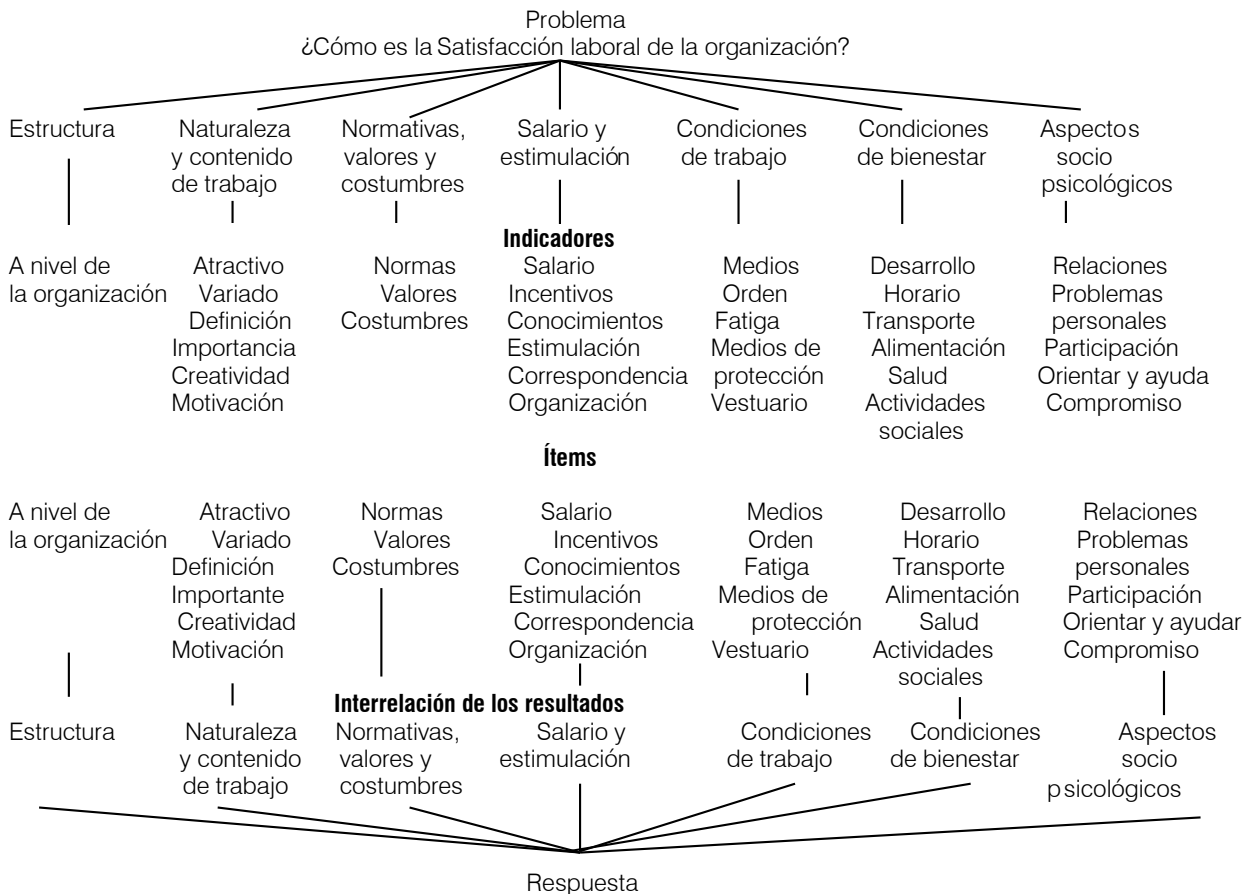 Problema
¿Cómo es la Satisfacción laboral de la organización?
Estructura Naturaleza Normativas, Salario y Condiciones Condiciones Aspectos
y contenido valores y estimulación de trabajo de bienestar socio
de trabajo costumbres psicológicos
Indicadores
A nivel de Atractivo Normas Salario Medios Desarrollo Relaciones
la organización Variado Valores Incentivos Orden Horario Problemas
Definición Costumbres Conocimientos Fatiga Transporte personales
Importancia Estimulación Medios de Alimentación Participación
Creatividad Correspondencia protección Salud Orientar y ayuda
Motivación Organización Vestuario Actividades Compromiso
sociales
Ítems
A nivel de Atractivo Normas Salario Medios Desarrollo Relaciones
la organización Variado Valores Incentivos Orden Horario Problemas
Definición Costumbres Conocimientos Fatiga Transporte personales
Importante Estimulación Medios de Alimentación Participación
Creatividad Correspondencia protección Salud Orientar y ayudar
Motivación Organización Vestuario Actividades Compromiso
sociales
Interrelación de los resultados
Estructura Naturaleza Normativas, Salario y Condiciones Condiciones Aspectos
y contenido valores y estimulación de trabajo de bienestar socio
de trabajo costumbres psicológicos
Respuesta